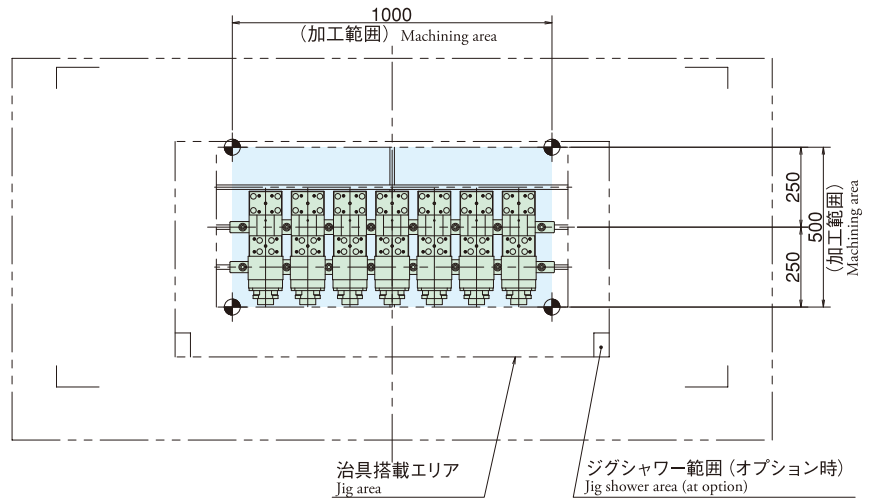 1000
（加工範囲） Machining area
250
500
（加工範囲）
Machining area
250
治具搭載エリア
Jig area
ジグシャワー範囲（オプション時）
Jig shower area (at option)